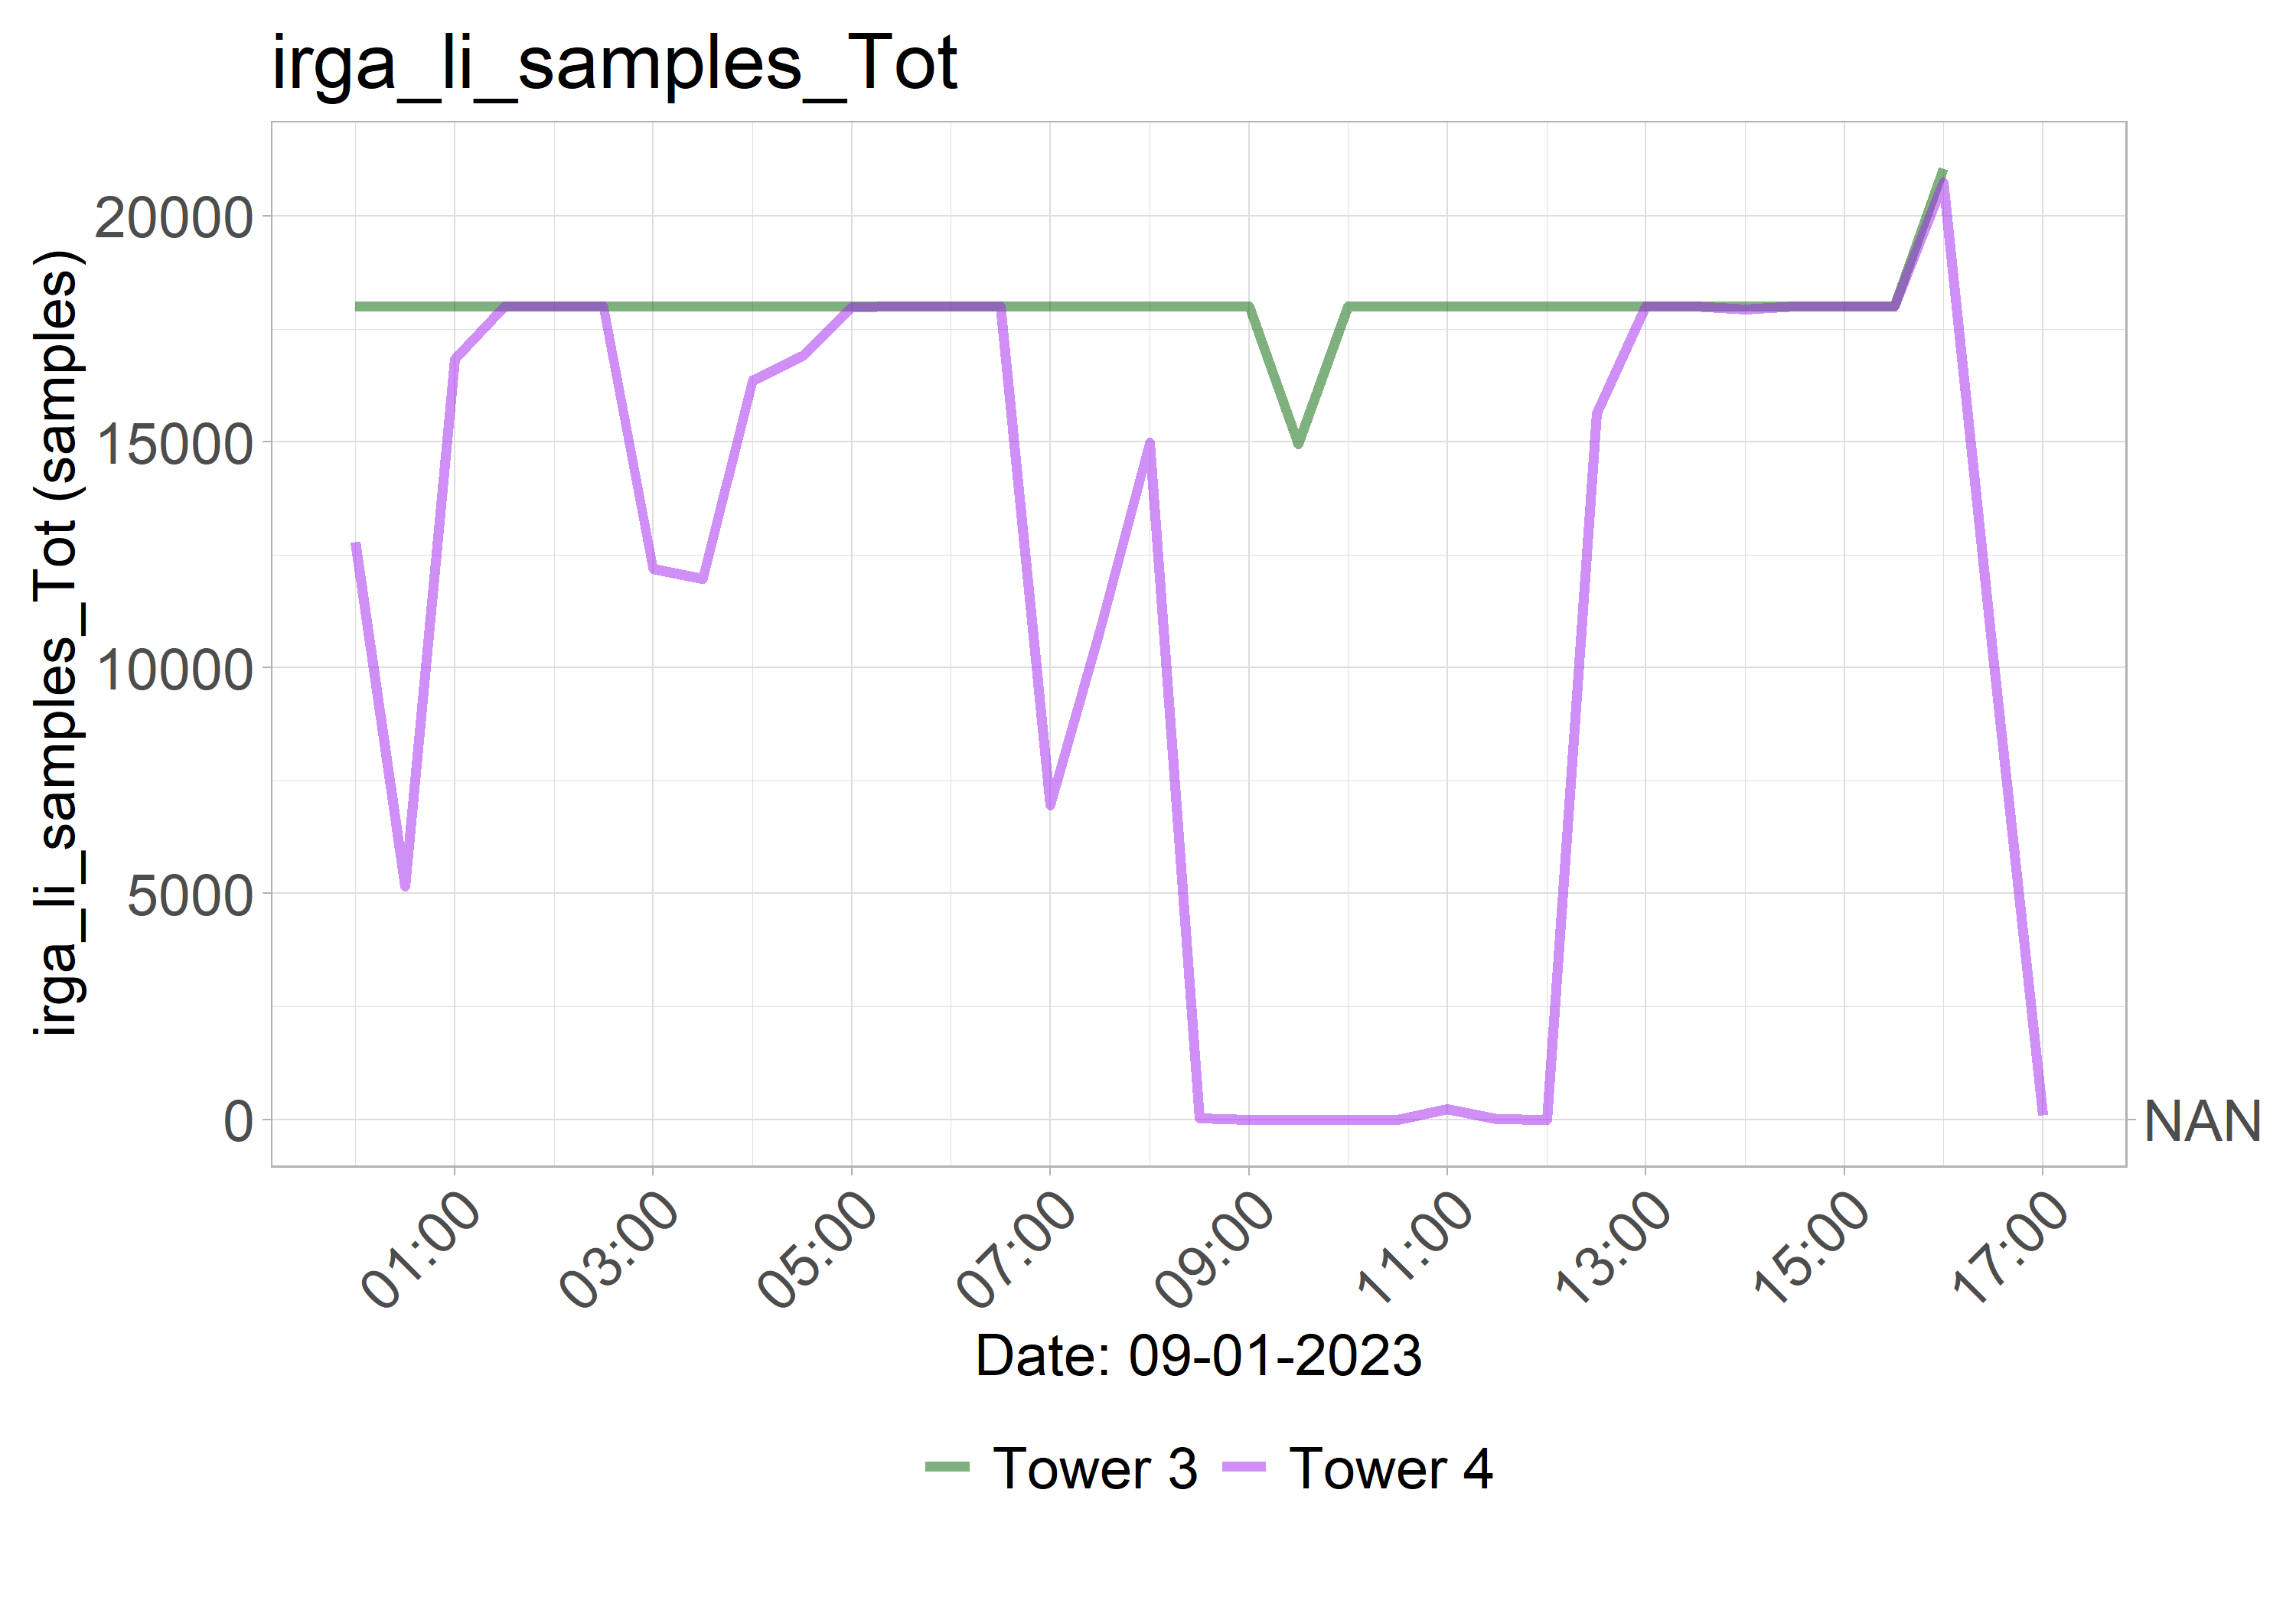 irga_li_samples_Tot
irga_li_samples_Tot (samples)
20000
15000
10000
5000
0
NAN
01:00
03:00
05:00
07:00
09:00
11:00
13:00
15:00
17:00
Date: 09-01-2023
Tower 3 Tower 4